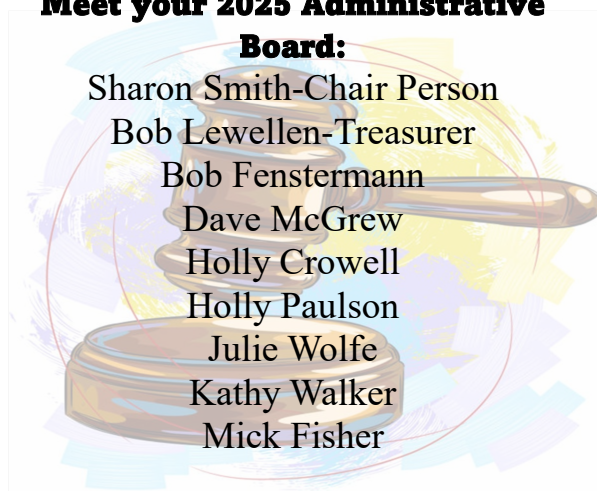 Meet your 2025 Administrative
Board:
Sharon Smith-Chair Person
Bob Lewellen-Treasurer
Bob Fenstermann
Dave McGrew
Holly Crowell
Holly Paulson
Julie Wolfe
Kathy Walker
Mick Fisher